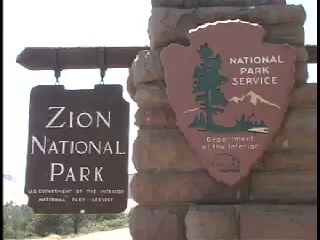 ZION
NATIONAL
PARK
U.S. DEPARTMENT OF THE INTERIOR
NATIONAL PARK SERVICE
NATIONAL
PARK
SERVICE
Department
of the Interior